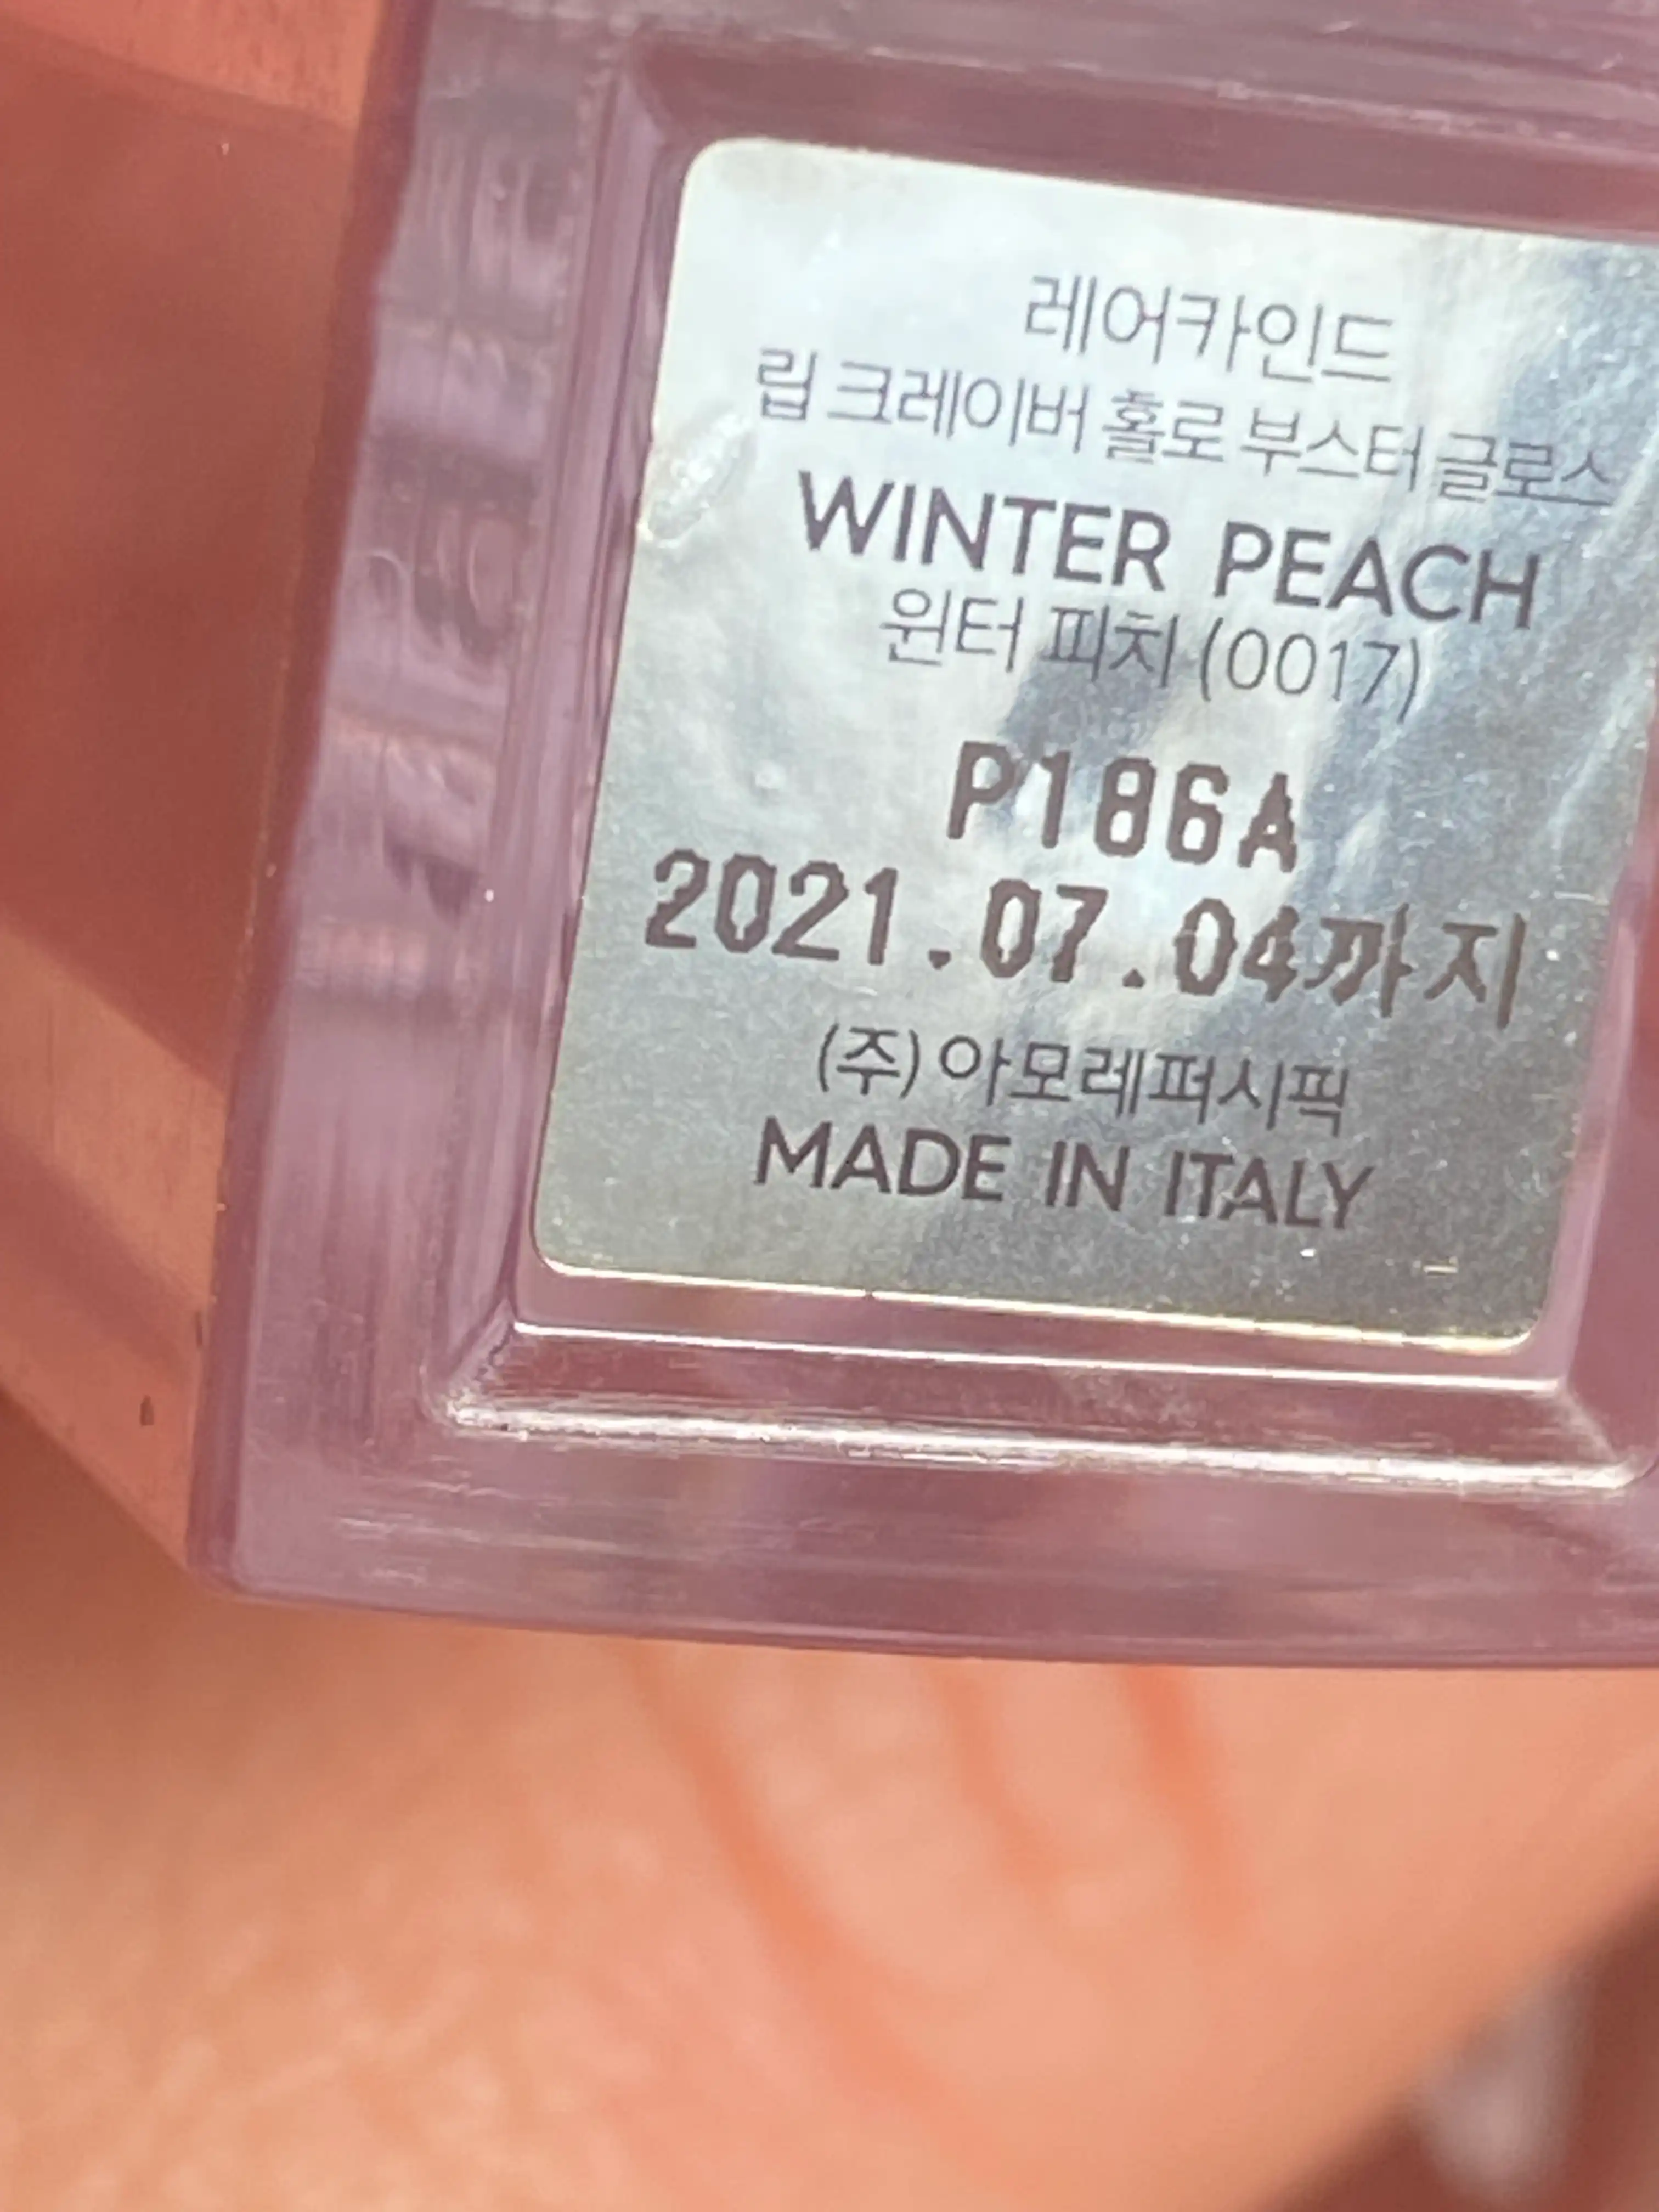 레어카인드
립 크레이버 홀로 부스터 글로스
WINTER PEACH
윈터 피치 (0017)
P186A
2021.07.04까지
(주) 아모레퍼시픽
MADE IN ITALY